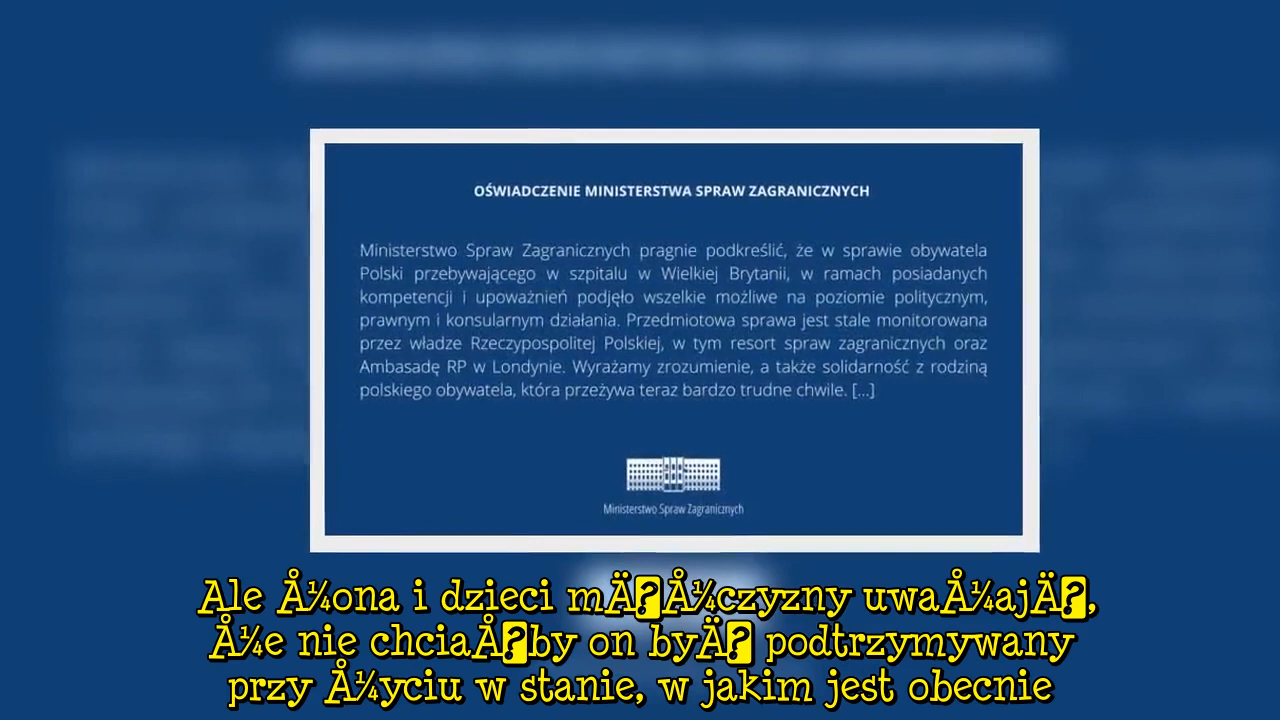 OŚWIADCZENIE MINISTERSTWA SPRAW ZAGRANICZNYCH
Ministerstwo Spraw Zagranicznych pragnie podkreślić, że w sprawie obywatela
Polski przebywającego w szpitalu w Wielkiej Brytanii, w ramach posiadanych
kompetencji i upoważnień podjęło wszelkie możliwe na poziomie politycznym,
prawnym i konsularnym działania. Przedmiotowa sprawa jest stale monitorowana
przez władze Rzeczypospolitej Polskiej, w tym resort spraw zagranicznych oraz
Ambasadę RP w Londynie. Wyrażamy zrozumienie, a także solidarność z rodziną
polskiego obywatela, która przeżywa teraz bardzo trudne chwile. [...]
Ministerstwo Spraw Zagranicznych
Ale Å¼ona i dzieci mÄ�Å¼czyzny uwaÅ¼ajÄ�,
Å¼e nie chciaÅ�by on byÄ� podtrzymywany
przy Å¼yciu w stanie, w jakim jest obecnie